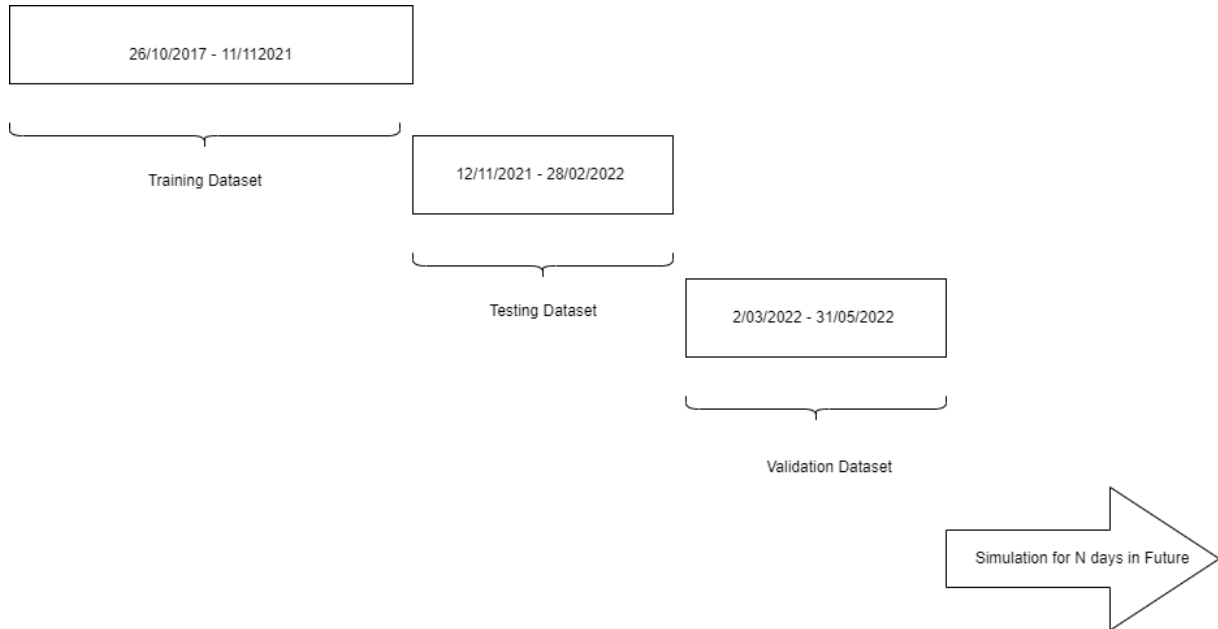 26/10/2017 - 11/112021
Training Dataset
12/11/2021 - 28/02/2022
Testing Dataset
2/03/2022 - 31/05/2022
Validation Dataset
Simulation for N days in Future